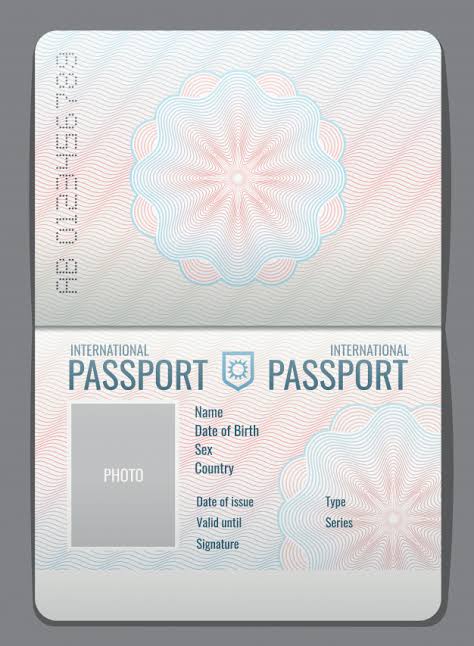 AB 0123456789
INTERNATIONAL INTERNATIONAL
PASSPORT PASSPORT
PHOTO
Name
Date of Birth
Sex
Country
Date of issue Type
Valid until Series
Signature